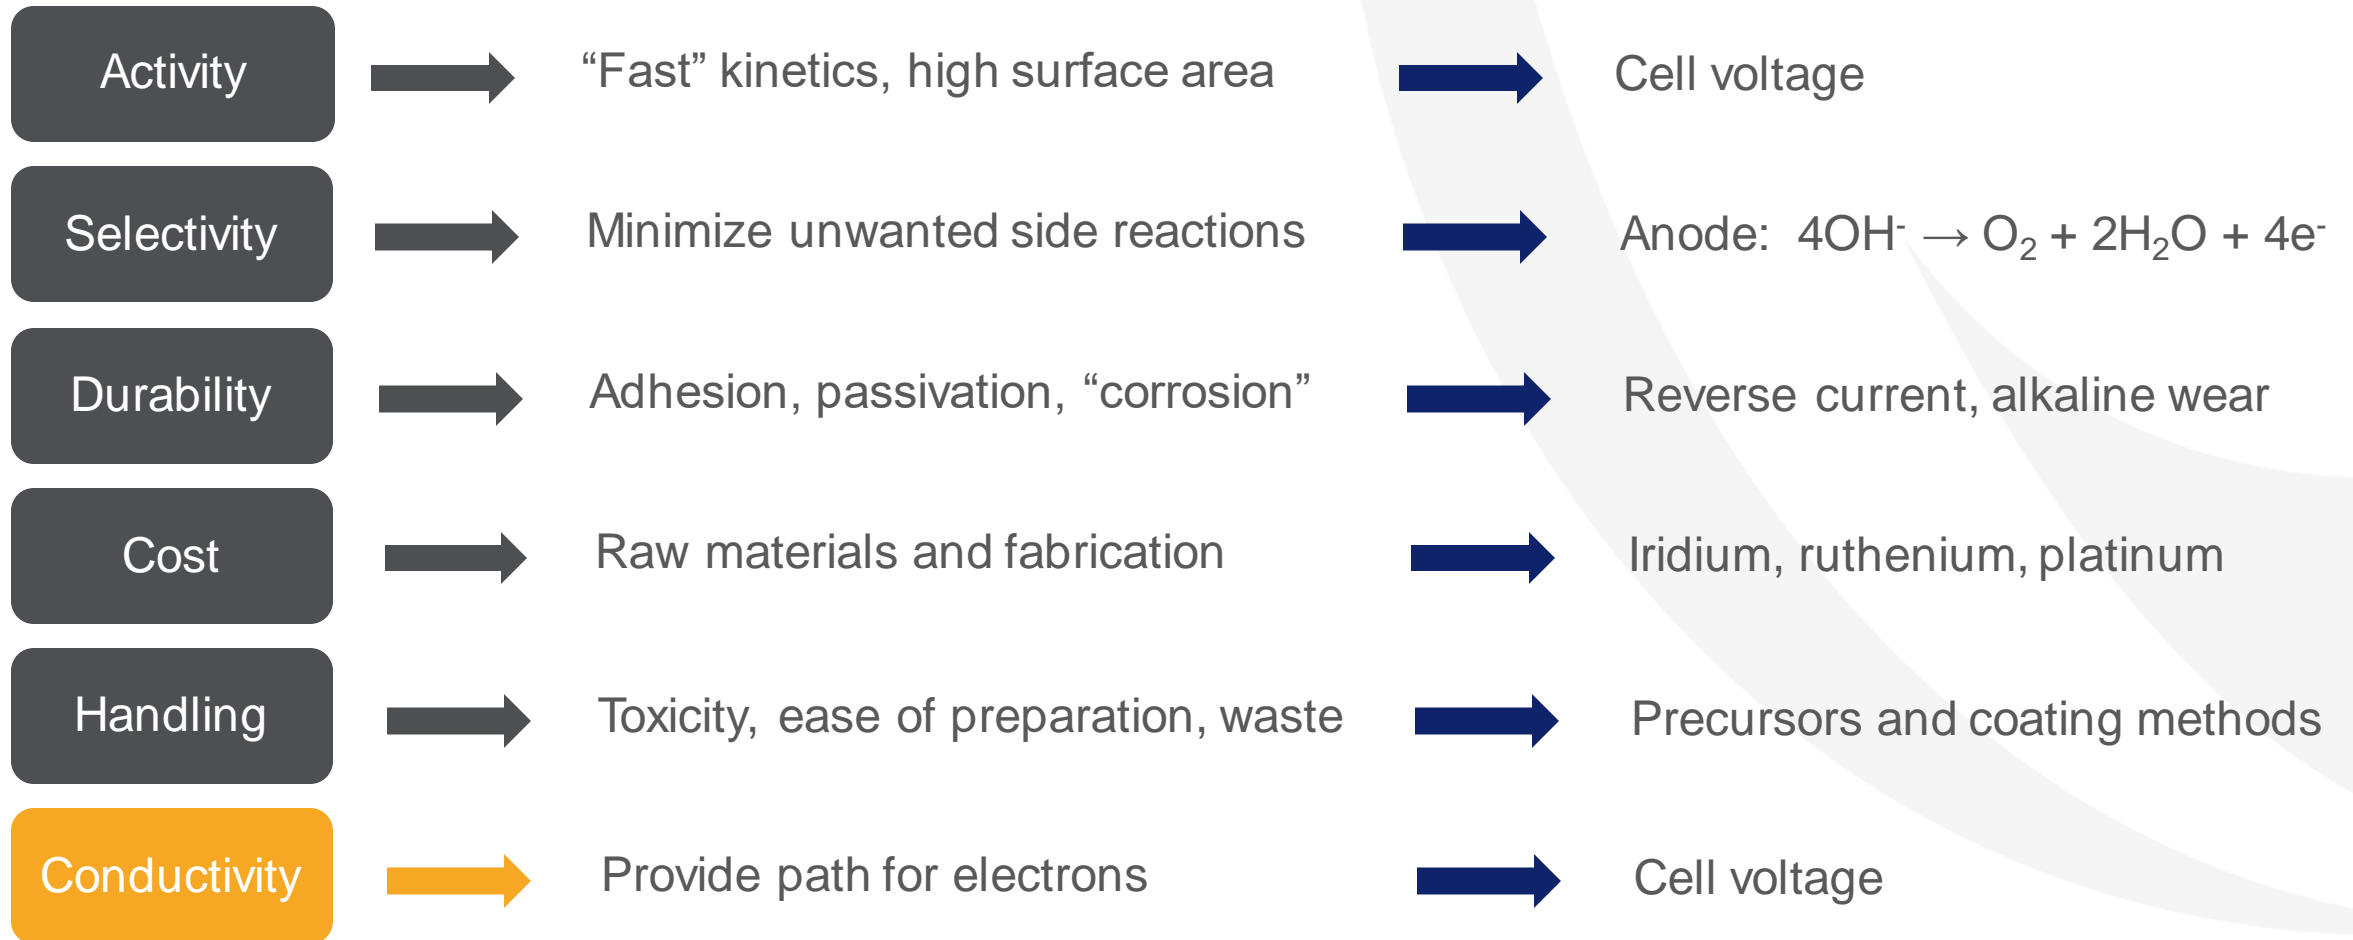 Activity “Fast” kinetics, high surface area Cell voltage
Selectivity Minimize unwanted side reactions Anode: 4OH⁻ → O₂ + 2H₂O + 4e⁻
Durability Adhesion, passivation, “corrosion” Reverse current, alkaline wear
Cost Raw materials and fabrication Iridium, ruthenium, platinum
Handling Toxicity, ease of preparation, waste Precursors and coating methods
Conductivity Provide path for electrons Cell voltage